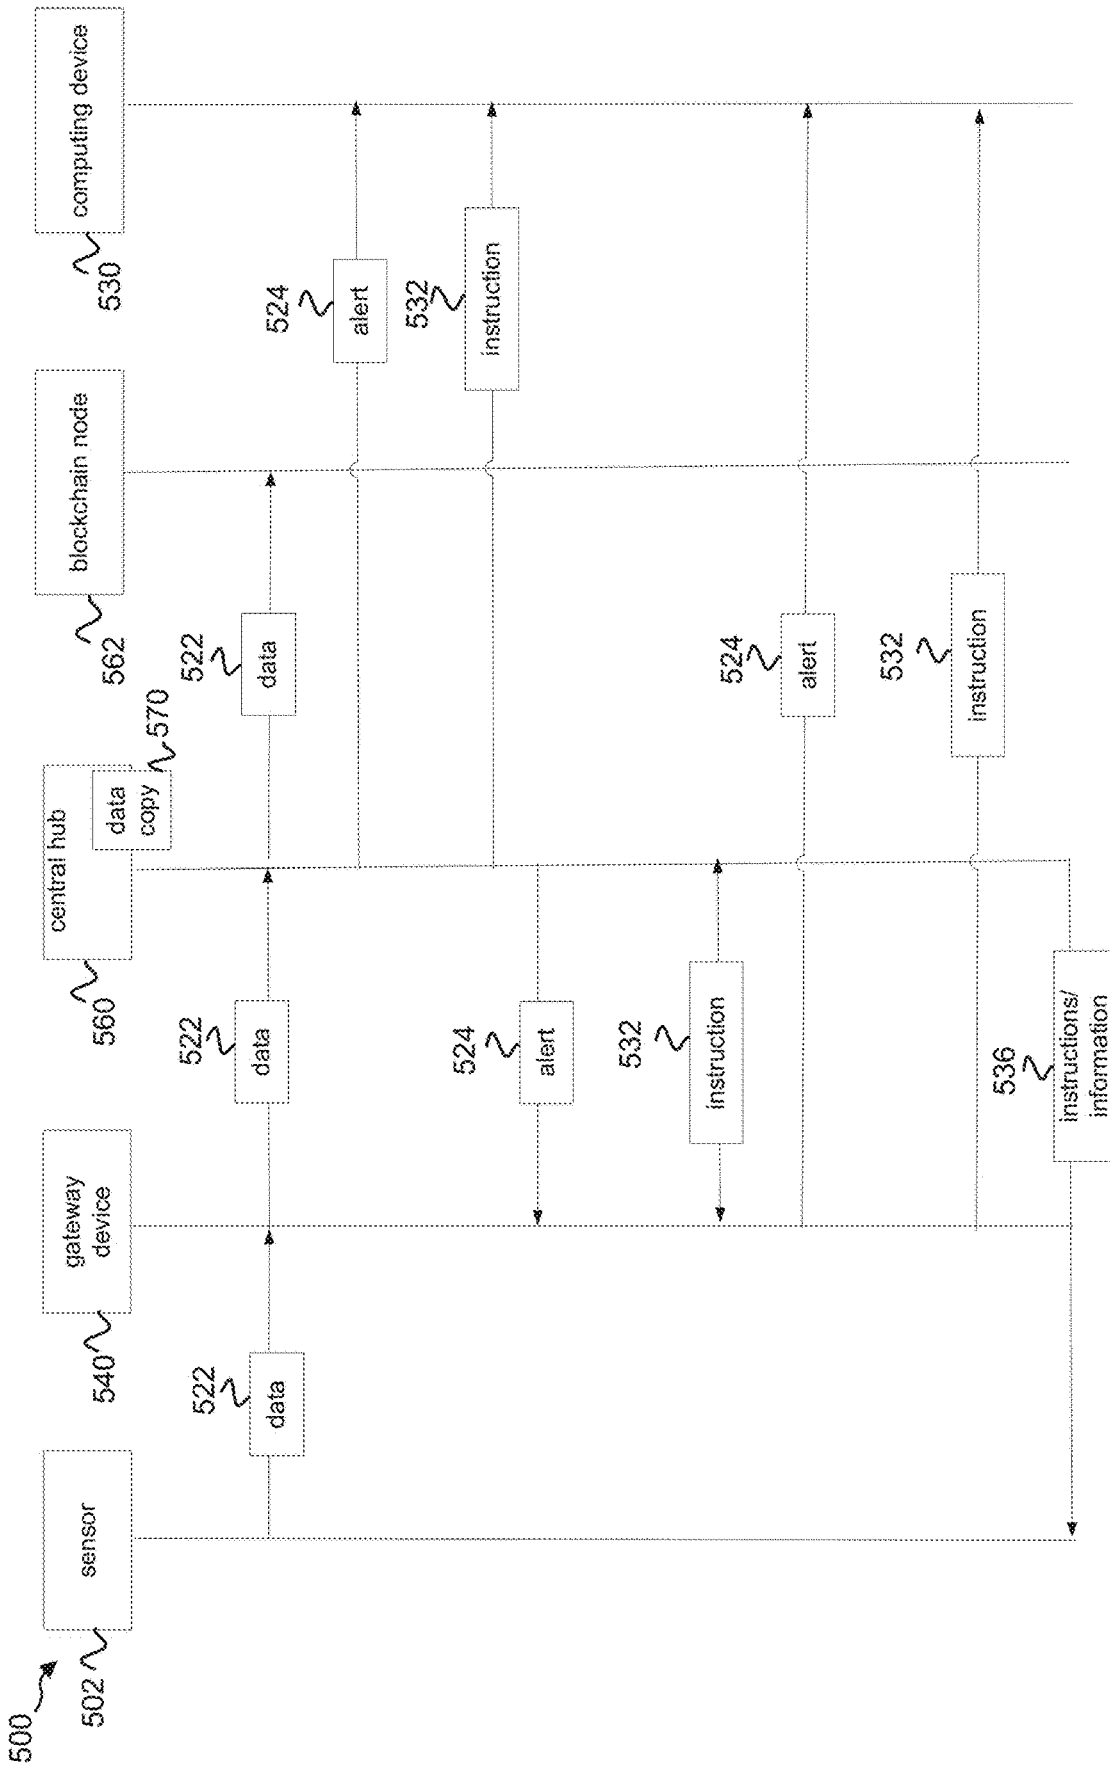 500
502
sensor
540
gateway
device
560
central hub
data
copy
570
562
blockchain node
530
computing device
522
data
522
data
522
data
524
alert
532
instruction
524
alert
532
instruction
524
alert
532
instruction
536
instructions/
information